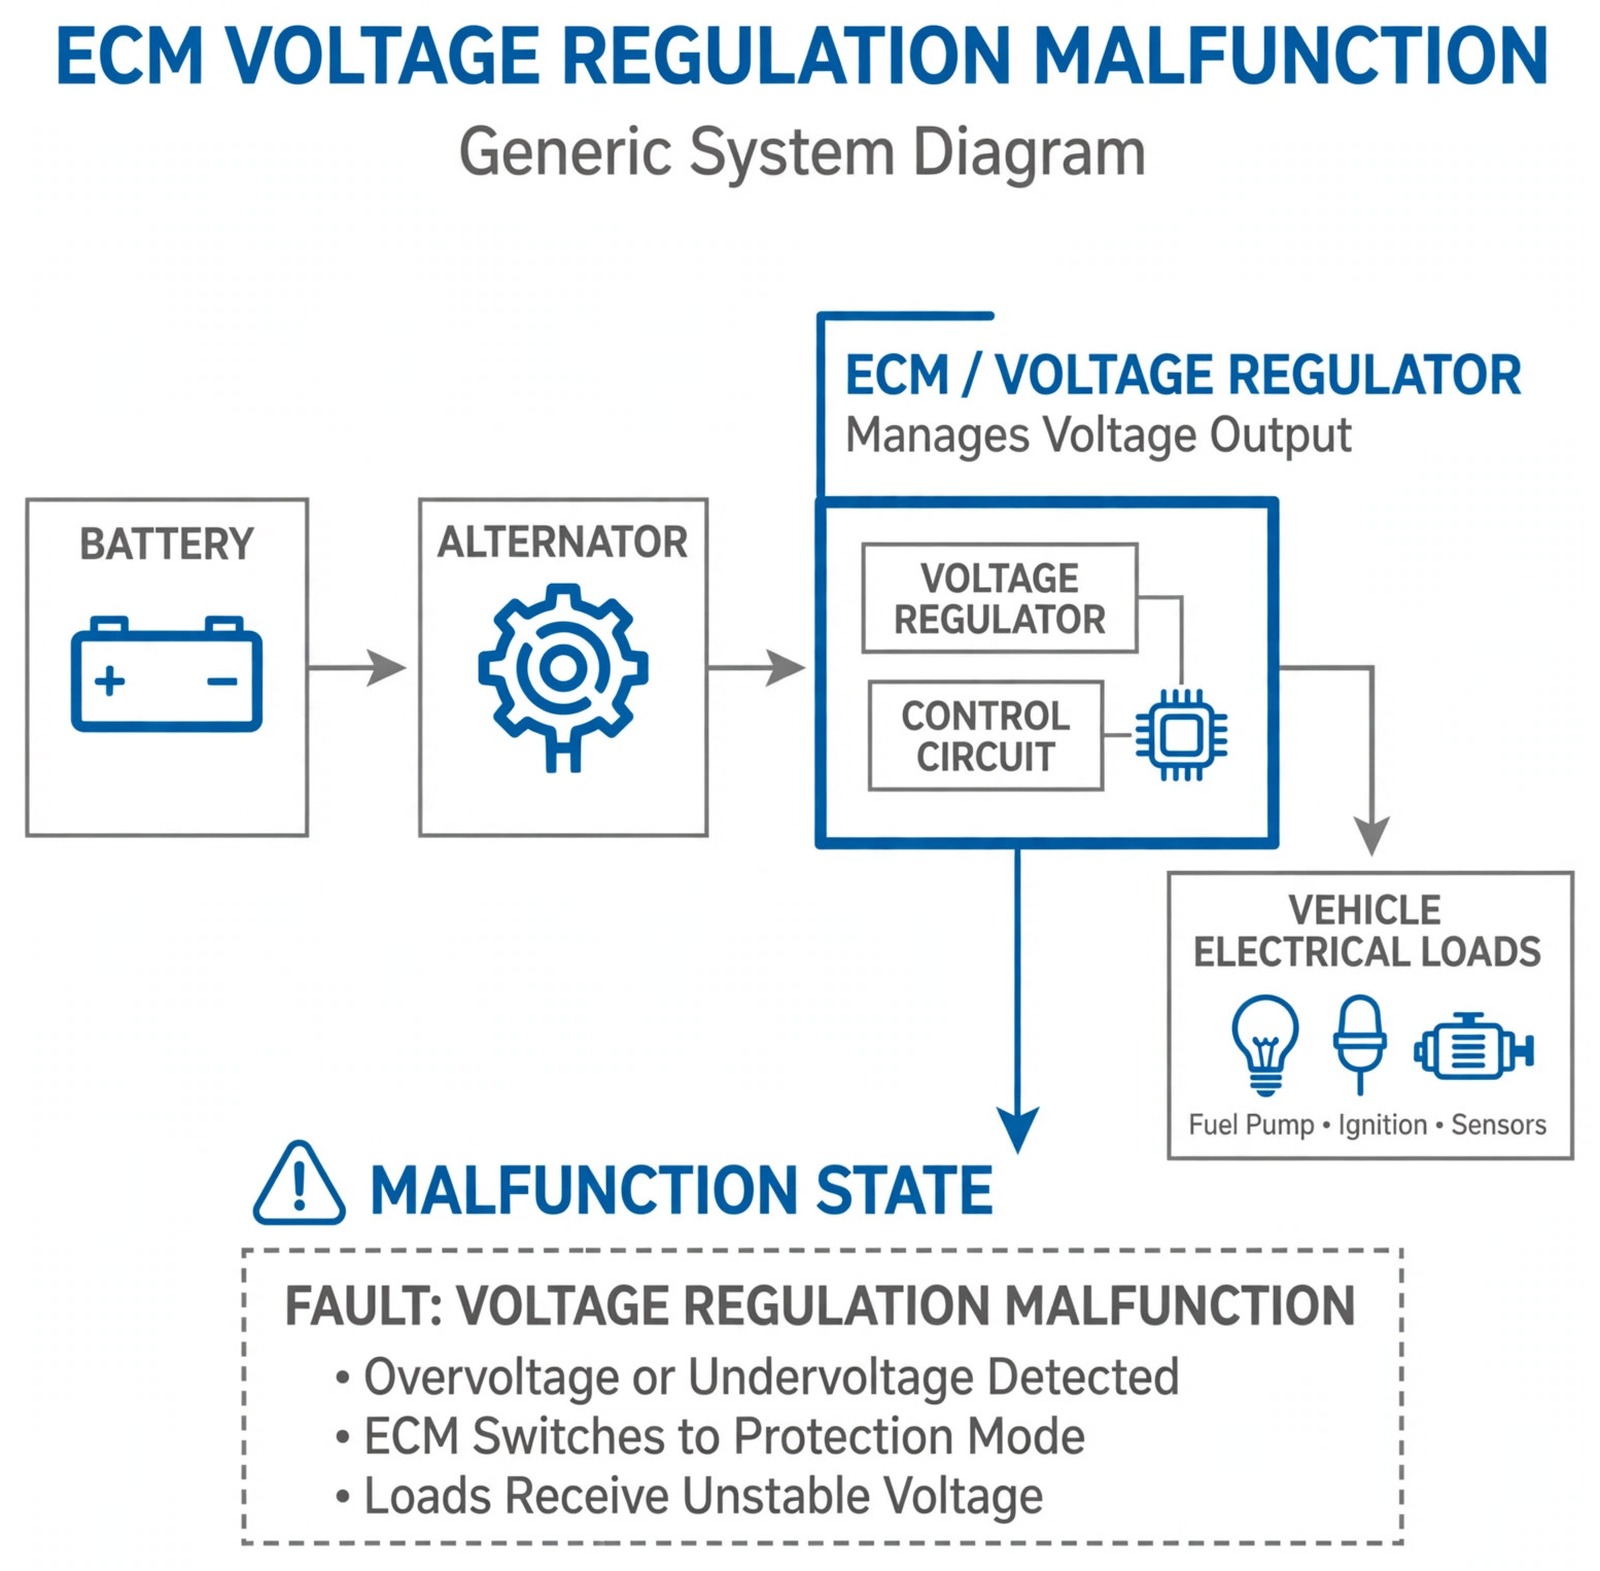 ECM VOLTAGE REGULATION MALFUNCTION
Generic System Diagram
ECM / VOLTAGE REGULATOR
Manages Voltage Output
BATTERY
+ −
ALTERNATOR
VOLTAGE
REGULATOR
CONTROL
CIRCUIT
VEHICLE
ELECTRICAL LOADS
Fuel Pump • Ignition • Sensors
! MALFUNCTION STATE
FAULT: VOLTAGE REGULATION MALFUNCTION
• Overvoltage or Undervoltage Detected
• ECM Switches to Protection Mode
• Loads Receive Unstable Voltage